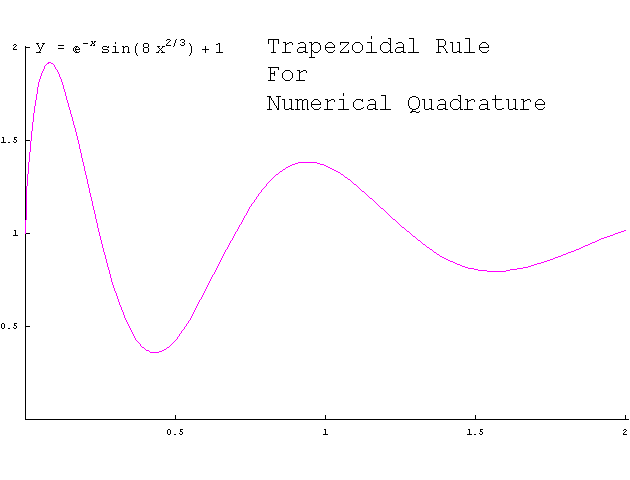 y = e^-x sin(8 x^2/3) + 1
Trapezoidal Rule
For
Numerical Quadrature
2
1.5
1
0.5
0.5
1
1.5
2